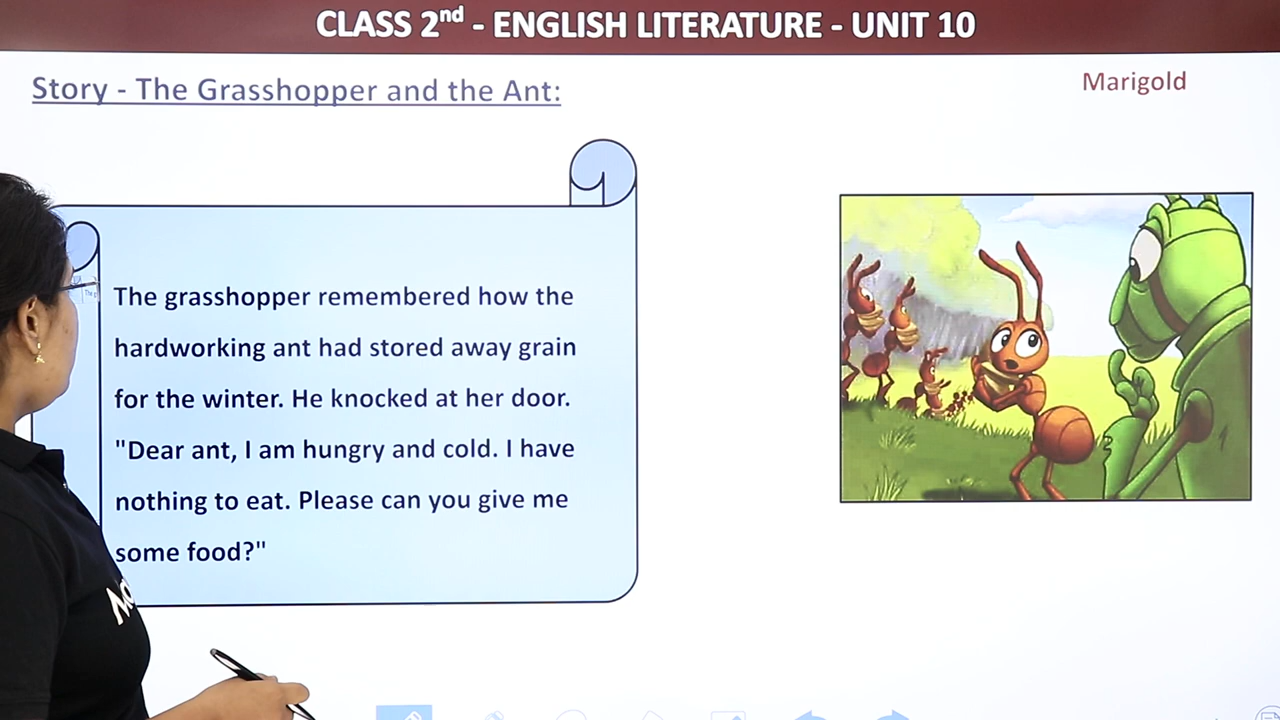 CLASS 2nd - ENGLISH LITERATURE - UNIT 10
Story - The Grasshopper and the Ant:
Marigold
The grasshopper remembered how the
hardworking ant had stored away grain
for the winter. He knocked at her door.
"Dear ant, I am hungry and cold. I have
nothing to eat. Please can you give me
some food?"